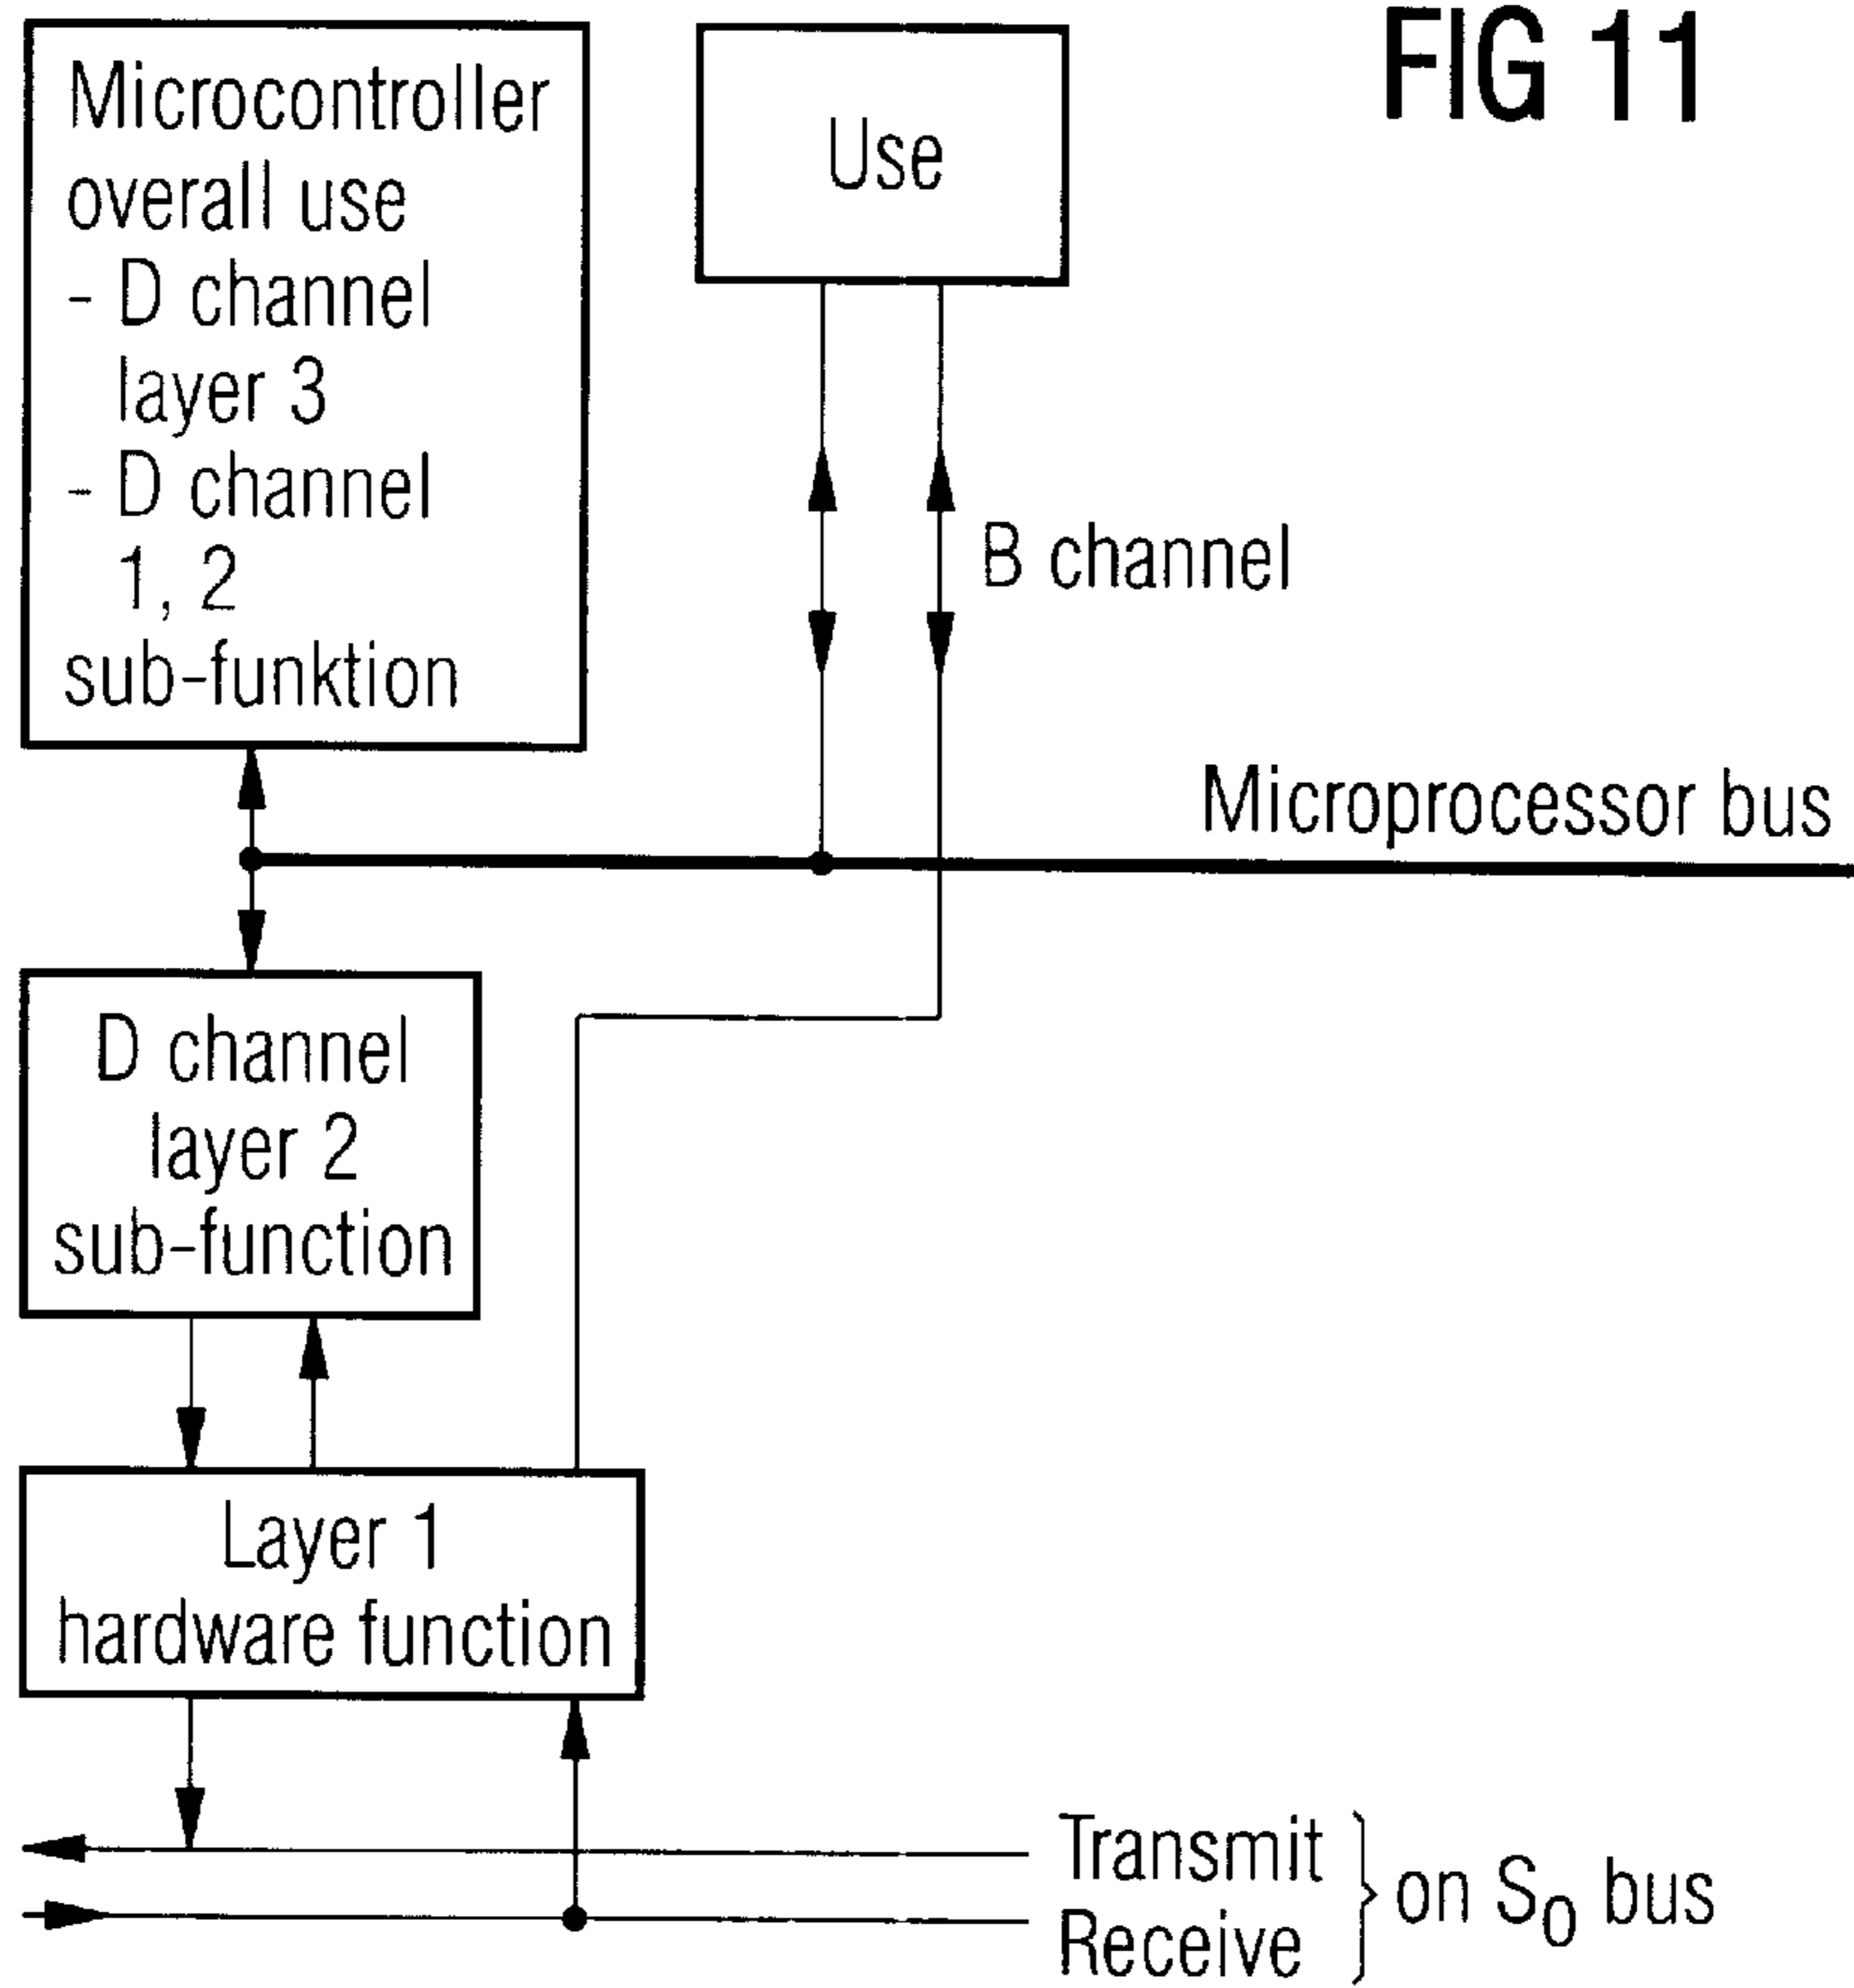 FIG 11
Microcontroller
overall use
- D channel
layer 3
- D channel
1, 2
sub-funktion
Use
B channel
Microprocessor bus
D channel
layer 2
sub-function
Layer 1
hardware function
Transmit
Receive
on S0 bus